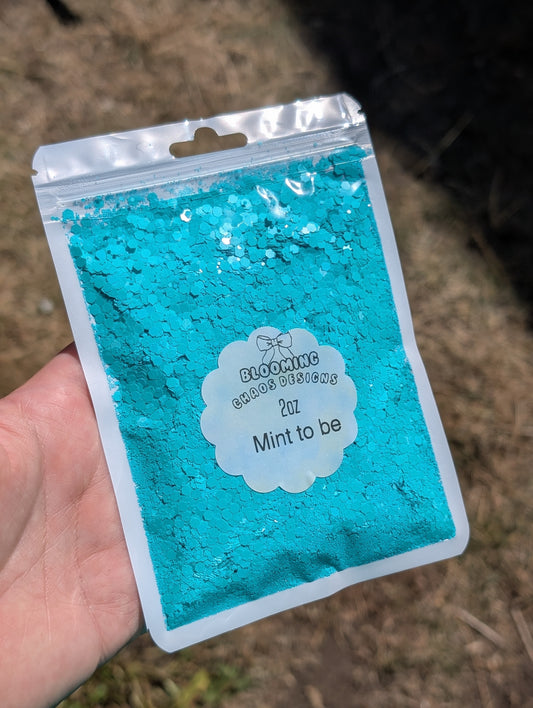 BLOOMING
CHAOS DESIGNS
2oz
Mint to be